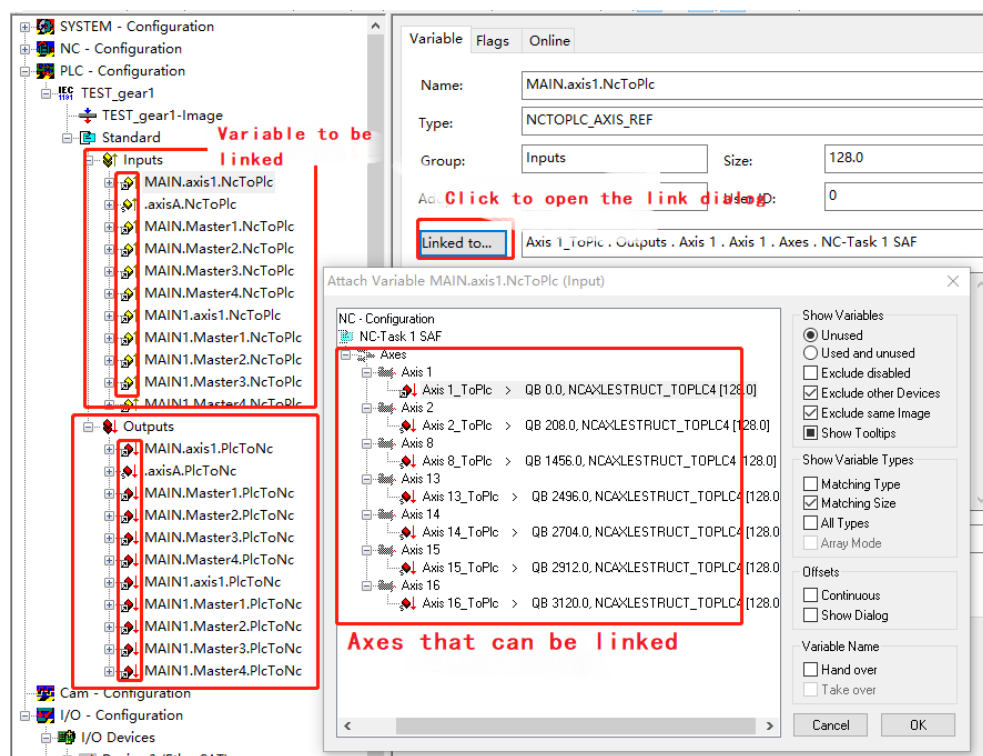 SYSTEM - Configuration
NC - Configuration
PLC - Configuration
TEST_gear1
TEST_gear1-Image
Standard
Variable to be
linked
Inputs
MAIN.axis1.NcToPlc
.axisA.NcToPlc
MAIN.Master1.NcToPlc
MAIN.Master2.NcToPlc
MAIN.Master3.NcToPlc
MAIN.Master4.NcToPlc
MAIN1.axis1.NcToPlc
MAIN1.Master1.NcToPlc
MAIN1.Master2.NcToPlc
MAIN1.Master3.NcToPlc
MAIN1.Master4.NcToPlc
Outputs
MAIN.axis1.PlcToNc
.axisA.PlcToNc
MAIN.Master1.PlcToNc
MAIN.Master2.PlcToNc
MAIN.Master3.PlcToNc
MAIN.Master4.PlcToNc
MAIN1.axis1.PlcToNc
MAIN1.Master1.PlcToNc
MAIN1.Master2.PlcToNc
MAIN1.Master3.PlcToNc
MAIN1.Master4.PlcToNc
Cam - Configuration
I/O - Configuration
I/O Devices
Variable Flags Online
Name: MAIN.axis1.NcToPlc
Type: NCTOPLC_AXIS_REF
Group: Inputs Size: 128.0
User ID: 0
Click to open the link dialog
Linked to... Axis 1_ToPlc . Outputs . Axis 1 . Axis 1 . Axes . NC-Task 1 SAF
Attach Variable MAIN.axis1.NcToPlc (Input)
NC - Configuration
NC-Task 1 SAF
Axes
Axis 1
Axis 1_ToPlc > QB 0.0, NCAXLESTRUCT_TOPLC4 [128.0]
Axis 2
Axis 2_ToPlc > QB 208.0, NCAXLESTRUCT_TOPLC4 [128.0]
Axis 8
Axis 8_ToPlc > QB 1456.0, NCAXLESTRUCT_TOPLC4 [128.0]
Axis 13
Axis 13_ToPlc > QB 2496.0, NCAXLESTRUCT_TOPLC4 [128.0
Axis 14
Axis 14_ToPlc > QB 2704.0, NCAXLESTRUCT_TOPLC4 [128.0
Axis 15
Axis 15_ToPlc > QB 2912.0, NCAXLESTRUCT_TOPLC4 [128.0
Axis 16
Axis 16_ToPlc > QB 3120.0, NCAXLESTRUCT_TOPLC4 [128.0
Axes that can be linked
Show Variables
Unused
Used and unused
Exclude disabled
Exclude other Devices
Exclude same Image
Show Tooltips
Show Variable Types
Matching Type
Matching Size
All Types
Array Mode
Offsets
Continuous
Show Dialog
Variable Name
Hand over
Take over
Cancel OK